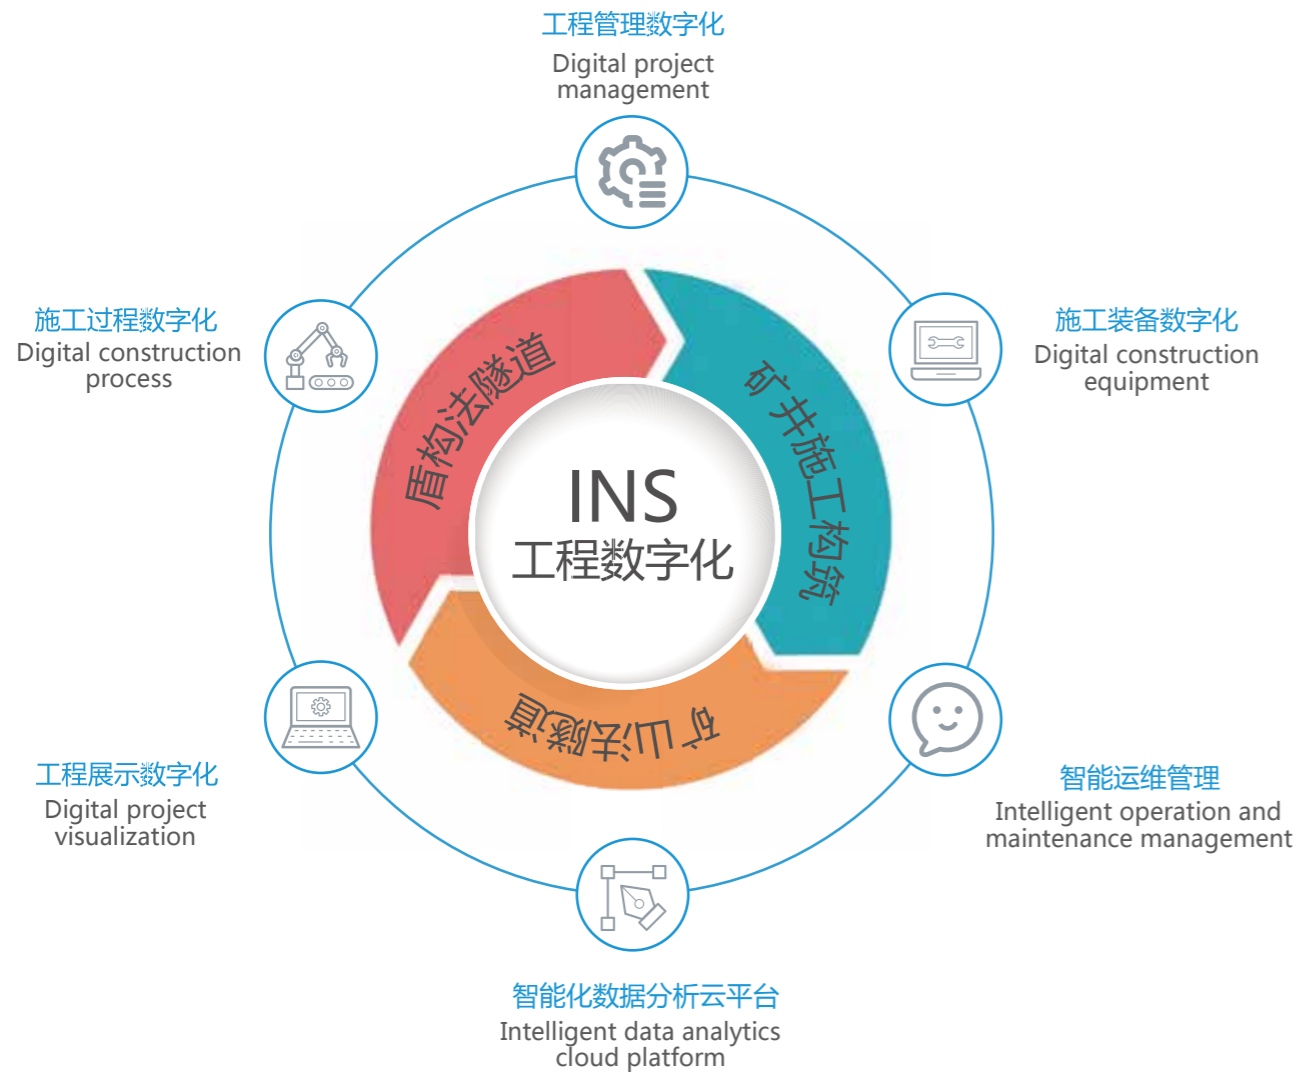 工程管理数字化
Digital project
management
施工过程数字化
Digital construction
process
施工装备数字化
Digital construction
equipment
盾构法隧道
矿井施工构筑
INS
工程数字化
矿山法隧道
工程展示数字化
Digital project
visualization
智能运维管理
Intelligent operation and
maintenance management
智能化数据分析云平台
Intelligent data analytics
cloud platform